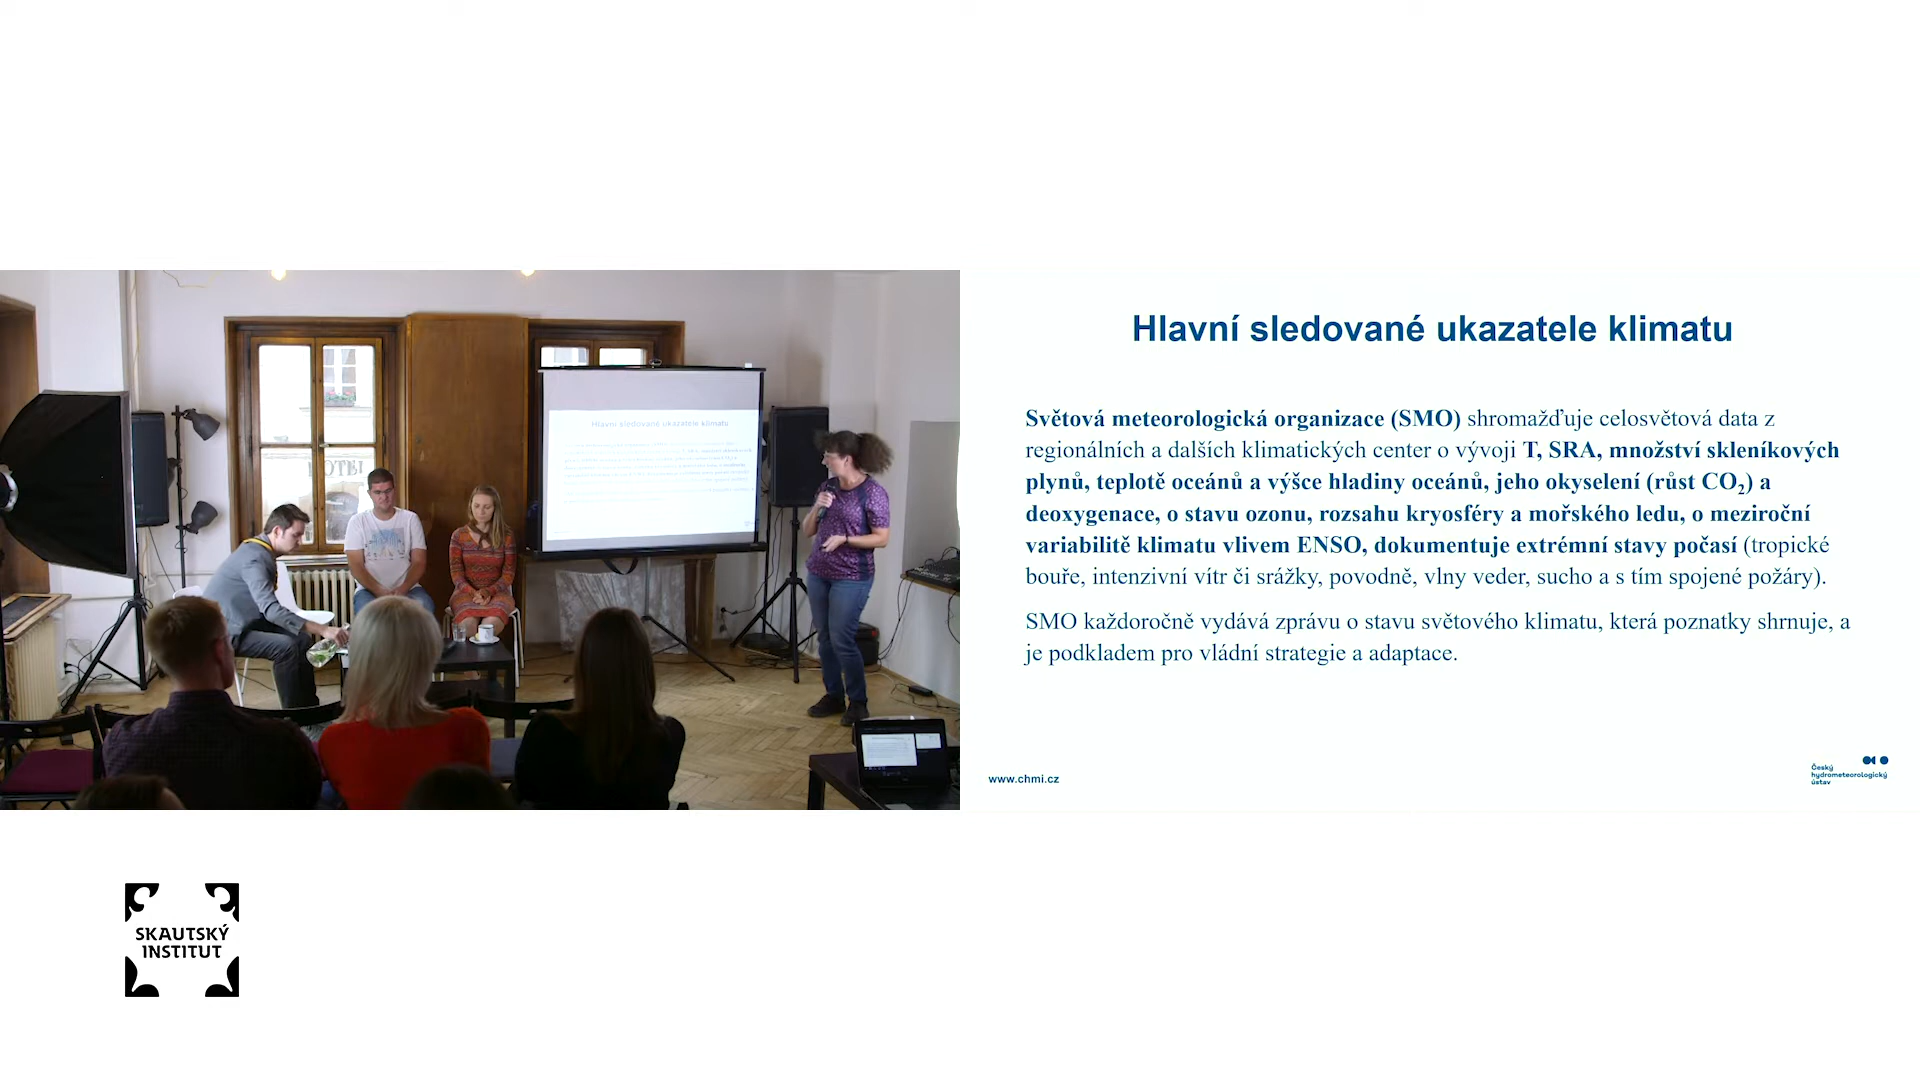 Hlavní sledované ukazatele klimatu
Světová meteorologická organizace (SMO) shromažďuje celosvětová data z
regionálních a dalších klimatických center o vývoji T, SRA, množství skleníkových
plynů, teplotě oceánů a výšce hladiny oceánů, jeho okyselení (růst CO₂) a
deoxygenace, o stavu ozonu, rozsahu kryosféry a mořského ledu, o meziroční
variabilitě klimatu vlivem ENSO, dokumentuje extrémní stavy počasí (tropické
bouře, intenzivní vítr či srážky, povodně, vlny veder, sucho a s tím spojené požáry).
SMO každoročně vydává zprávu o stavu světového klimatu, která poznatky shrnuje, a
je podkladem pro vládní strategie a adaptace.
www.chmi.cz
Český
hydrometeorologický
ústav
Hlavní sledované ukazatele klimatu
SKAUTSKÝ
INSTITUT